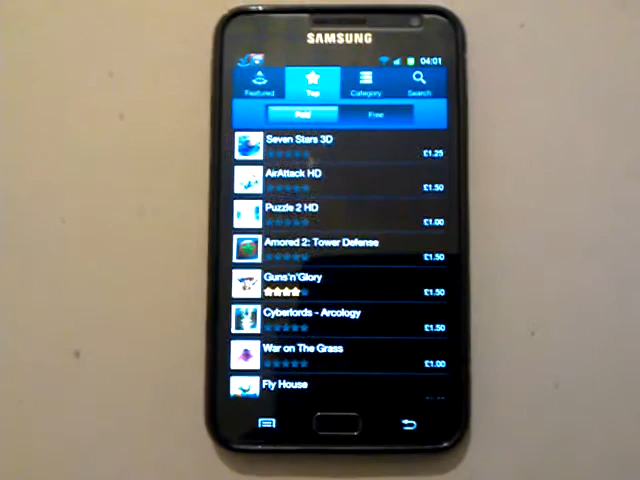 SAMSUNG
04:01
Featured Top Category Search
Paid Free
Seven Stars 3D
£1.25
AirAttack HD
£1.50
Puzzle 2 HD
£1.00
Amored 2: Tower Defense
£1.50
Guns'n'Glory
£1.50
Cyberlords - Arcology
£1.50
War on The Grass
£1.00
Fly House